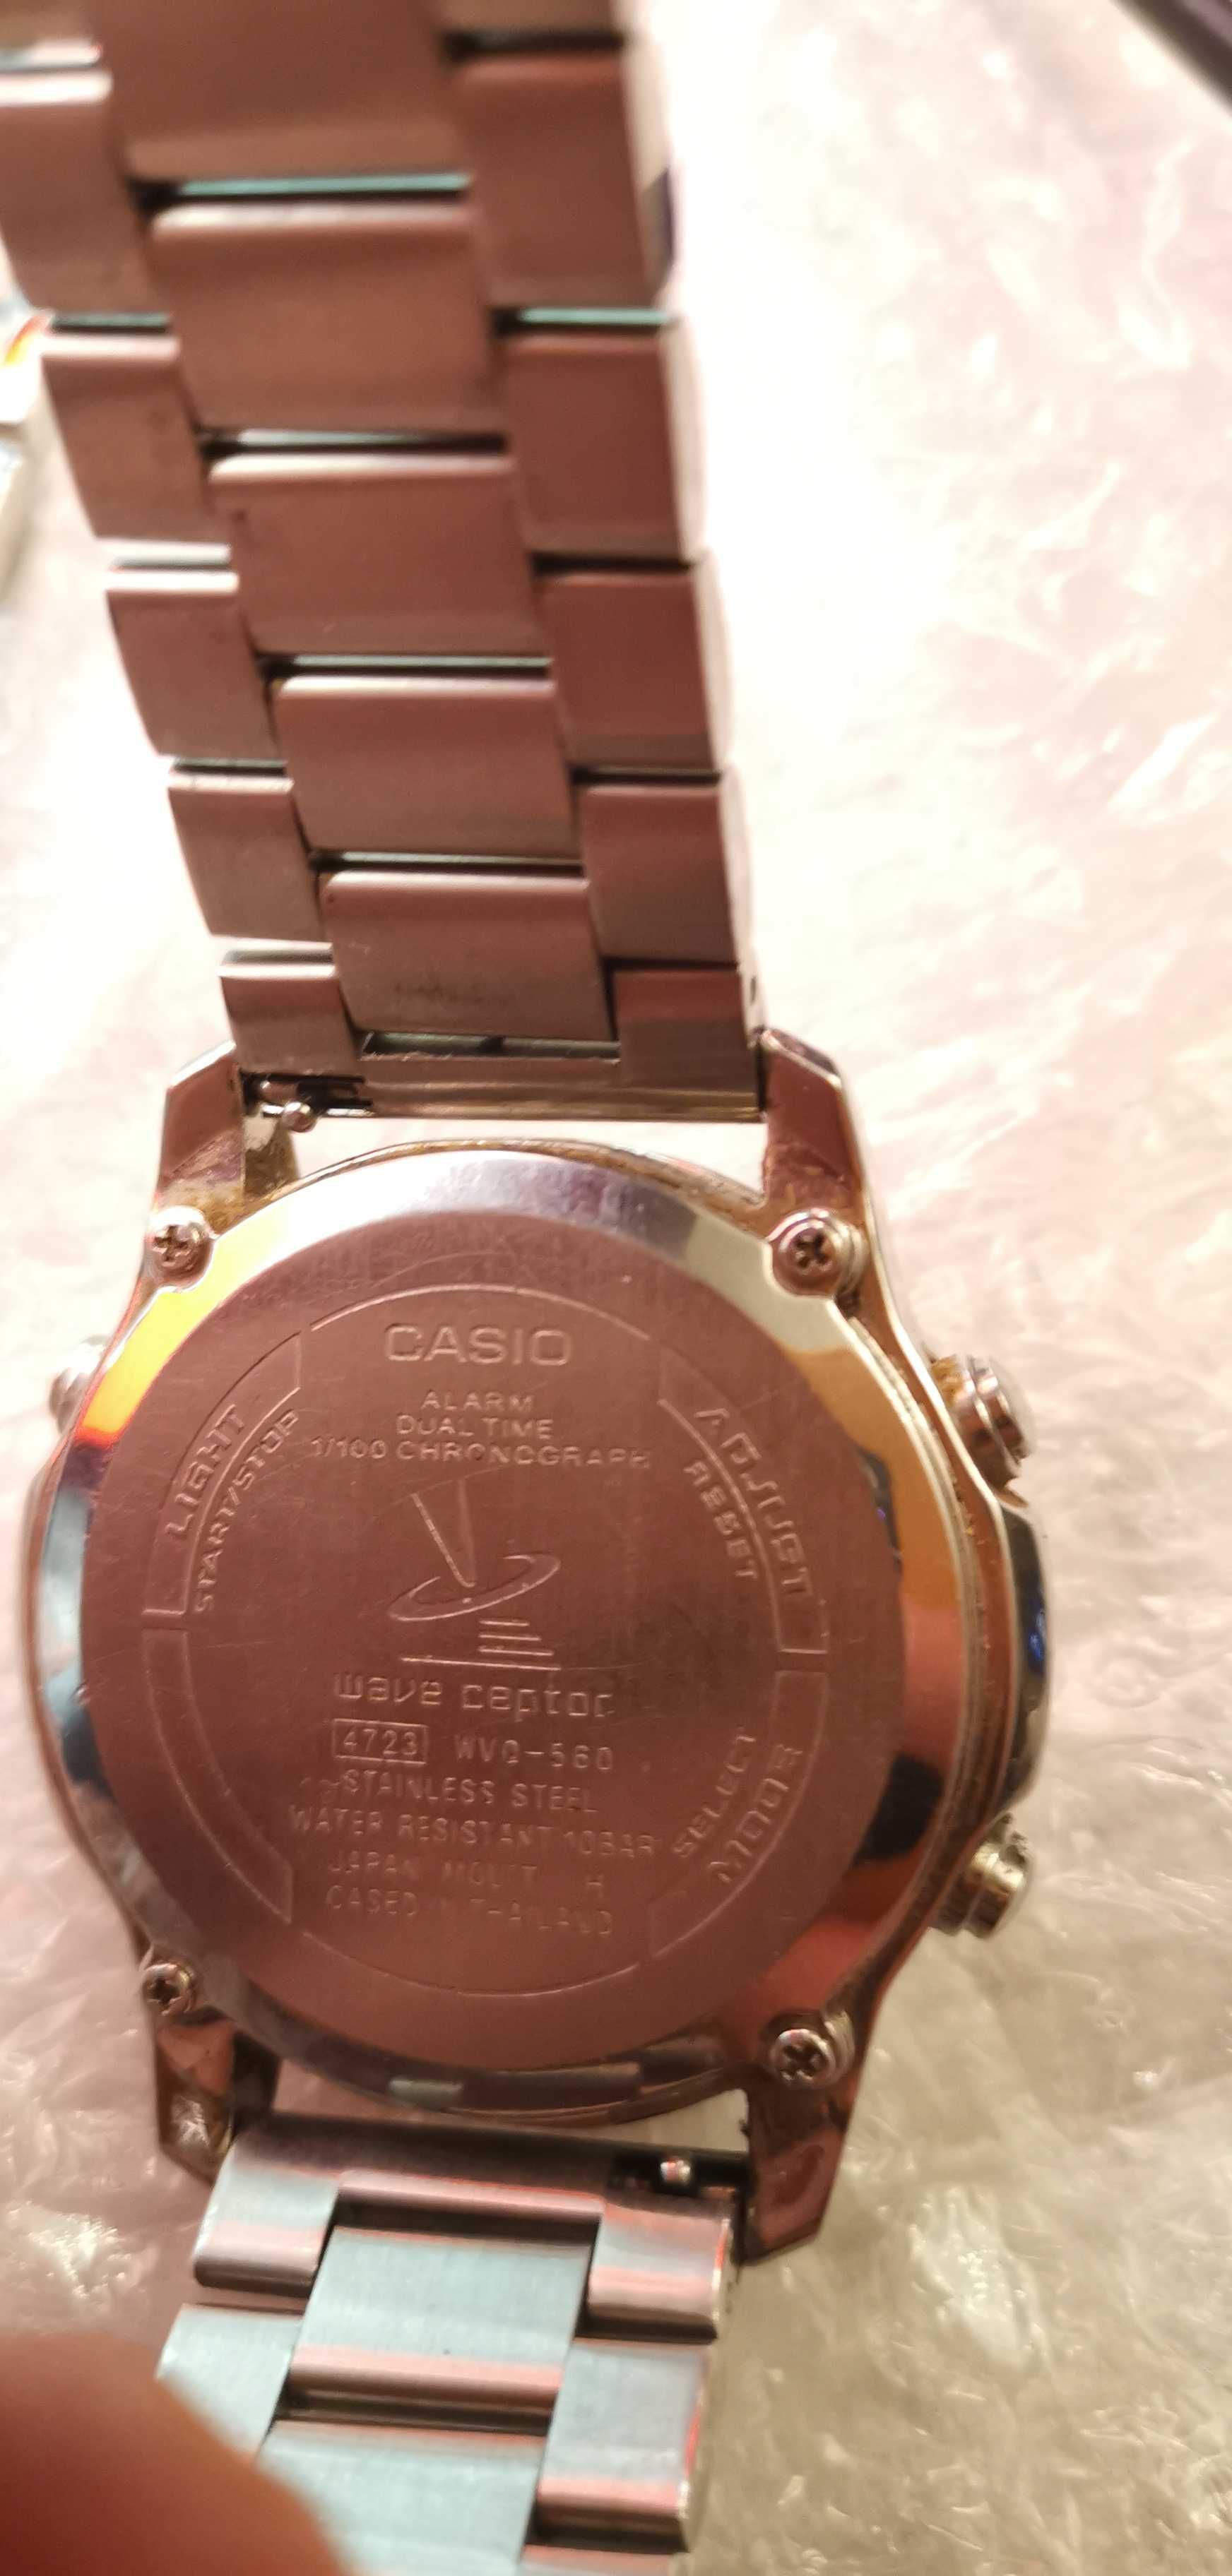 CASIO
ALARM
DUAL TIME
1/100 CHRONOGRAPH
LIGHT
START/STOP
ADJUST
RESET
wave ceptor
4723 WVQ-560
STAINLESS STEEL
WATER RESISTANT 10BAR
JAPAN MOV'T H
CASED IN THAILAND
SELECT
MODE